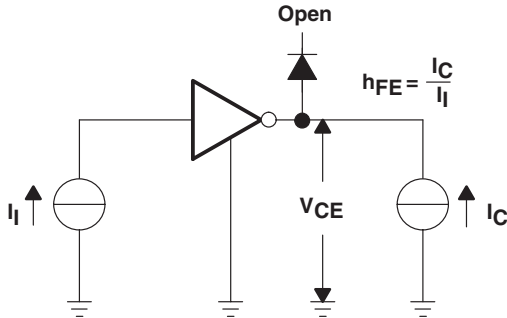 Open
hFE = IC / II
II
VCE
IC